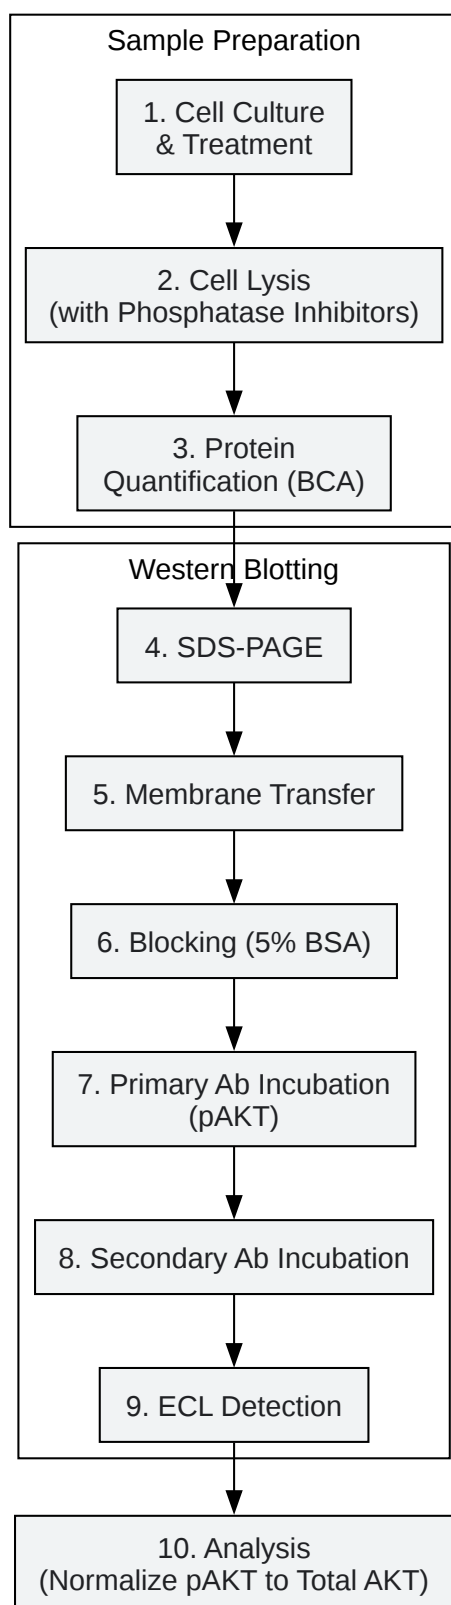 Sample Preparation
1. Cell Culture
& Treatment
2. Cell Lysis
(with Phosphatase Inhibitors)
3. Protein
Quantification (BCA)
Western Blotting
4. SDS-PAGE
5. Membrane Transfer
6. Blocking (5% BSA)
7. Primary Ab Incubation
(pAKT)
8. Secondary Ab Incubation
9. ECL Detection
10. Analysis
(Normalize pAKT to Total AKT)